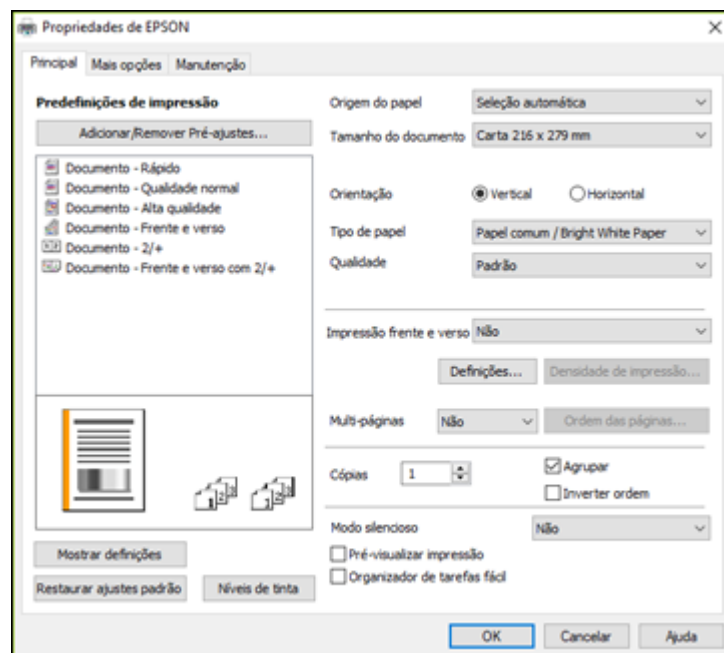 Propriedades de EPSON
Principal
Mais opções
Manutenção
Predefinições de impressão
Adicionar/Remover Pré-ajustes...
Documento - Rápido
Documento - Qualidade normal
Documento - Alta qualidade
Documento - Frente e verso
Documento - 2/+
Documento - Frente e verso com 2/+
Mostrar definições
Restaurar ajustes padrão
Níveis de tinta
Origem do papel
Seleção automática
Tamanho do documento
Carta 216 x 279 mm
Orientação
Vertical
Horizontal
Tipo de papel
Papel comum / Bright White Paper
Qualidade
Padrão
Impressão frente e verso
Não
Definições...
Densidade de impressão...
Multi-páginas
Não
Ordem das páginas...
Cópias
1
Agrupar
Inverter ordem
Modo silencioso
Não
Pré-visualizar impressão
Organizador de tarefas fácil
OK
Cancelar
Ajuda